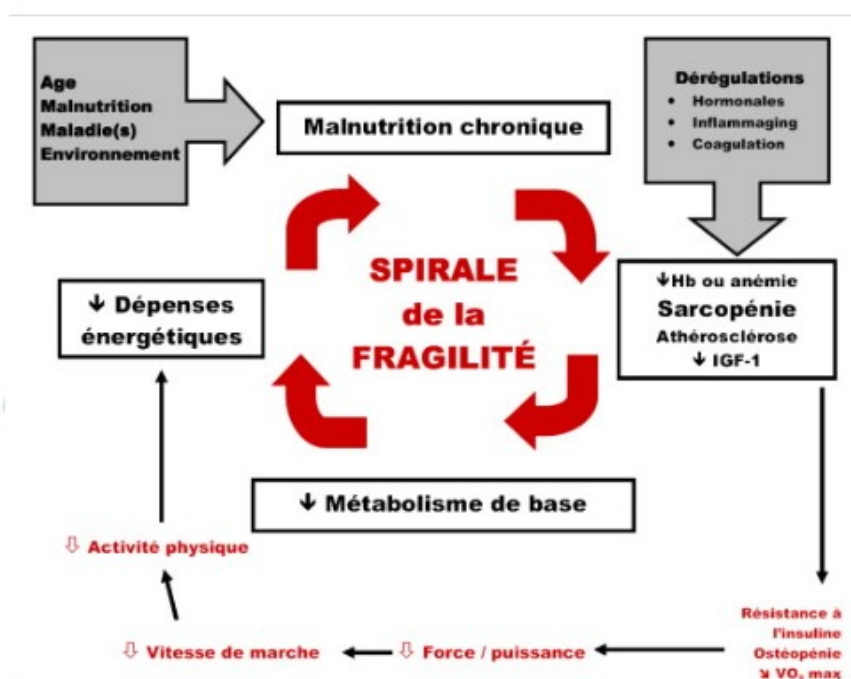 Age
Malnutrition
Maladie(s)
Environnement
Malnutrition chronique
Dérégulations
• Hormonales
• Inflammaging
• Coagulation
SPIRALE
de la
FRAGILITÉ
↓Hb ou anémie
Sarcopénie
Athérosclérose
↓ IGF-1
↓ Dépenses
énergétiques
↓ Métabolisme de base
⇩ Activité physique
⇩ Vitesse de marche
⇩ Force / puissance
Résistance à
l'insuline
Ostéopénie
↘ VO₂ max